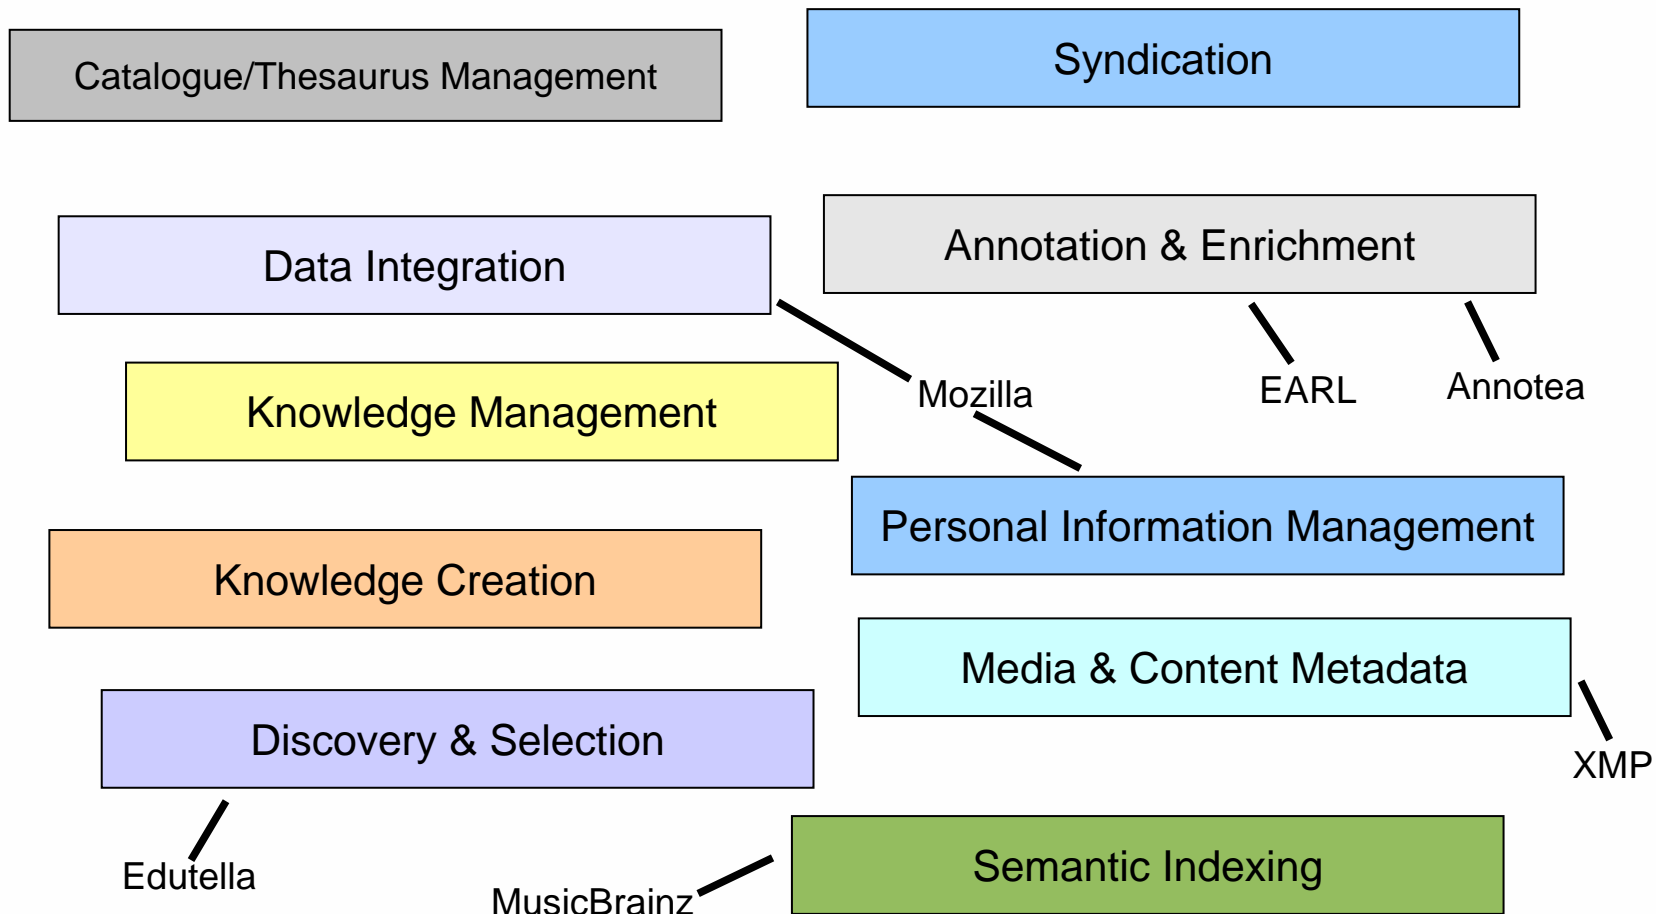 Catalogue/Thesaurus Management
Syndication
Data Integration
Annotation & Enrichment
Knowledge Management
Mozilla
EARL
Annotea
Personal Information Management
Knowledge Creation
Media & Content Metadata
Discovery & Selection
XMP
Edutella
MusicBrainz
Semantic Indexing